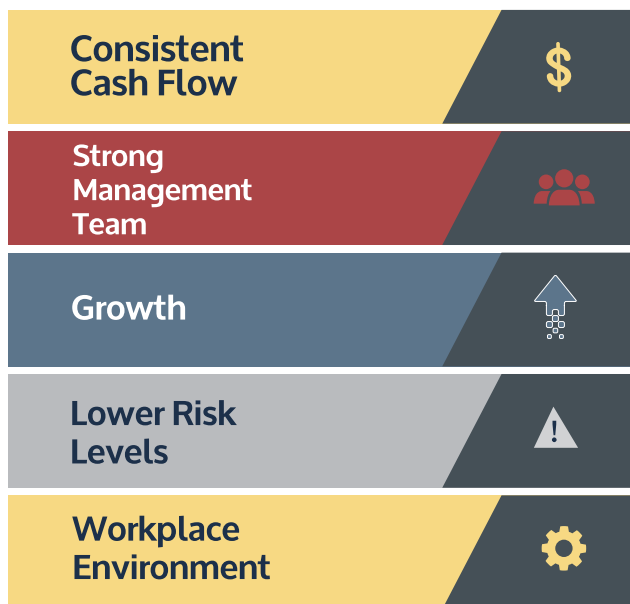 Consistent
Cash Flow
$
Strong
Management
Team
Growth
Lower Risk
Levels
!
Workplace
Environment